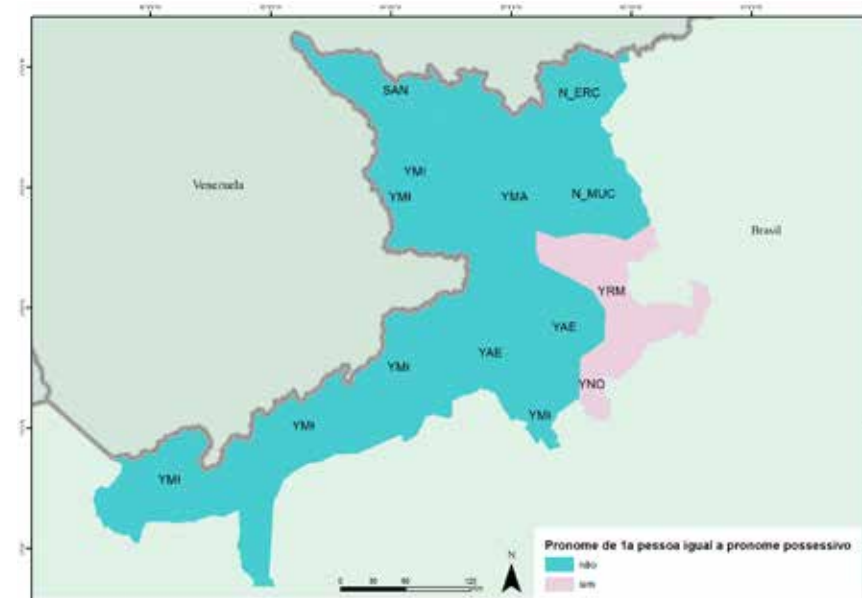 SAN
N_ERC
YMI
Venezuela
YMI
YMA
N_MUC
Brasil
YRM
YAE
YAE
YMI
YNO
YMI
YMI
YMI
N
Pronome de 1a pessoa igual a pronome possessivo
não
sim